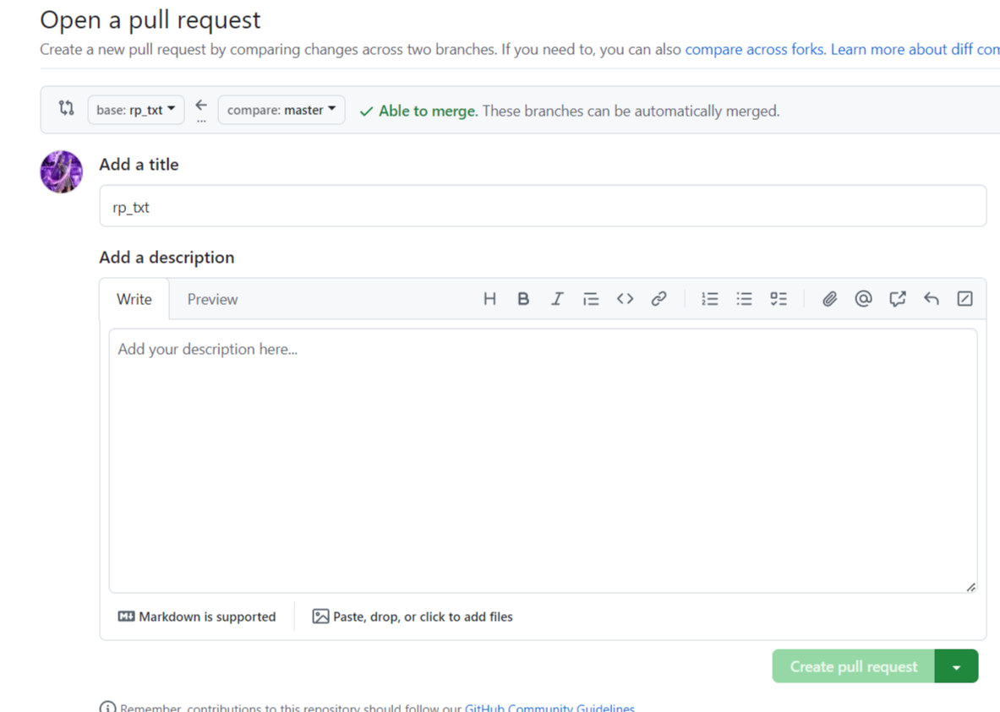 Open a pull request
Create a new pull request by comparing changes across two branches. If you need to, you can also compare across forks. Learn more about diff com
base: rp_txt ... compare: master Able to merge. These branches can be automatically merged.
Add a title
rp_txt
Add a description
Write Preview
Add your description here...
Markdown is supported Paste, drop, or click to add files
Create pull request
Remember, contributions to this repository should follow our GitHub Community Guidelines